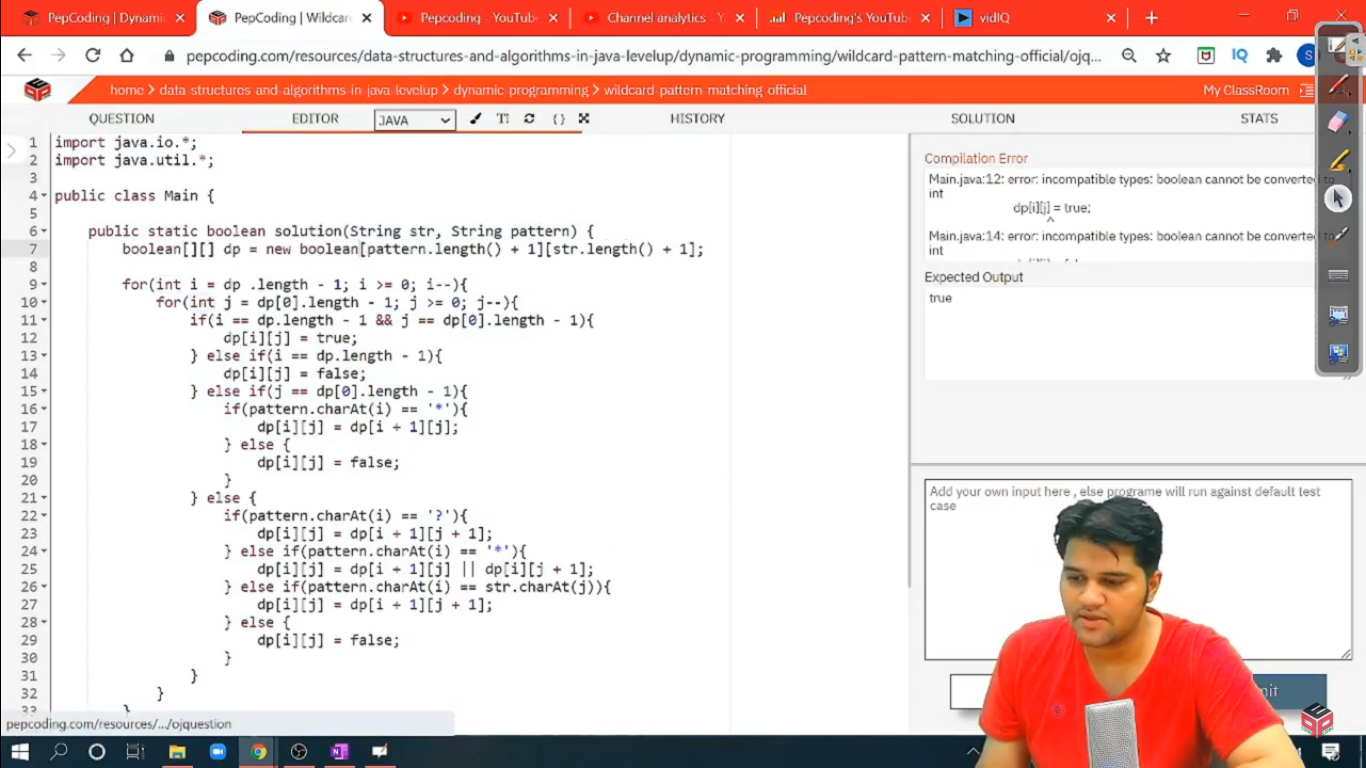 PepCoding | Dynami
PepCoding | Wildcar
Pepcoding - YouTube
Channel analytics - Y
Pepcoding's YouTube
vidIQ
pepcoding.com/resources/data-structures-and-algorithms-in-java-levelup/dynamic-programming/wildcard-pattern-matching-official/ojq...
IQ
S
home > data structures and algorithms in java levelup > dynamic-programming > wildcard pattern matching official
My ClassRoom
QUESTION
EDITOR
JAVA
HISTORY
SOLUTION
STATS
1 import java.io.*;
2 import java.util.*;
3
4 public class Main {
5
6 public static boolean solution(String str, String pattern) {
7 boolean[][] dp = new boolean[pattern.length() + 1][str.length() + 1];
8
9 for(int i = dp .length - 1; i >= 0; i--){
10 for(int j = dp[0].length - 1; j >= 0; j--){
11 if(i == dp.length - 1 && j == dp[0].length - 1){
12 dp[i][j] = true;
13 } else if(i == dp.length - 1){
14 dp[i][j] = false;
15 } else if(j == dp[0].length - 1){
16 if(pattern.charAt(i) == '*'){
17 dp[i][j] = dp[i + 1][j];
18 } else {
19 dp[i][j] = false;
20 }
21 } else {
22 if(pattern.charAt(i) == '?'){
23 dp[i][j] = dp[i + 1][j + 1];
24 } else if(pattern.charAt(i) == '*'){
25 dp[i][j] = dp[i + 1][j] || dp[i][j + 1];
26 } else if(pattern.charAt(i) == str.charAt(j)){
27 dp[i][j] = dp[i + 1][j + 1];
28 } else {
29 dp[i][j] = false;
30 }
31 }
32 }
33 }
Compilation Error
Main.java:12: error: incompatible types: boolean cannot be converted to
int
dp[i][j] = true;
^
Main.java:14: error: incompatible types: boolean cannot be converted to
int
Expected Output
true
Add your own input here , else programe will run against default test
case
pepcoding.com/resources/.../ojquestion